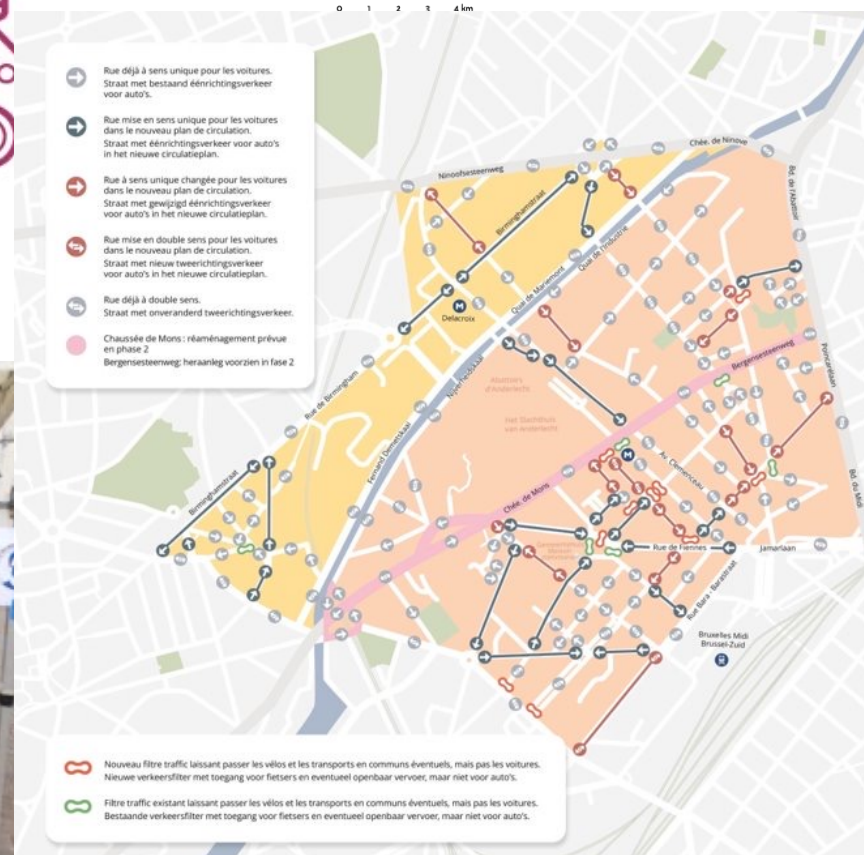 0 1 2 3 4 km
Rue déjà à sens unique pour les voitures.
Straat met bestaand éénrichtingsverkeer
voor auto's.
Rue mise en sens unique pour les voitures
dans le nouveau plan de circulation.
Straat met éénrichtingsverkeer voor auto's
in het nieuwe circulatieplan.
Rue à sens unique changée pour les voitures
dans le nouveau plan de circulation.
Straat met gewijzigd éénrichtingsverkeer
voor auto's in het nieuwe circulatieplan.
Rue mise en double sens pour les voitures
dans le nouveau plan de circulation.
Straat met nieuw tweerichtingsverkeer
voor auto's in het nieuwe circulatieplan.
Rue déjà à double sens.
Straat met onveranderd tweerichtingsverkeer.
Chaussée de Mons : réaménagement prévue
en phase 2
Bergensesteenweg: heraanleg voorzien in fase 2
Chée. de Ninove
Ninoofsesteenweg
Bd. de l'Abattoir
Birminghamstraat
Quai de l'Industrie
Quai de Mariemont
M
Delacroix
Nijverheidskaai
Bergensesteenweg
Poincarélaan
Abattoirs
d'Anderlecht
Het Slachthuis
van Anderlecht
Rue de Birmingham
Fernand Demetskaai
M
Av. Clemenceau
Birminghamstraat
Chée. de Mons
Bd. du Midi
Rue de Fiennes
Jamarlaan
Rue Bara - Barastraat
Bruxelles Midi
Brussel-Zuid
Nouveau filtre traffic laissant passer les vélos et les transports en communs éventuels, mais pas les voitures.
Nieuwe verkeersfilter met toegang voor fietsers en eventueel openbaar vervoer, maar niet voor auto's.
Filtre traffic existant laissant passer les vélos et les transports en communs éventuels, mais pas les voitures.
Bestaande verkeersfilter met toegang voor fietsers en eventueel openbaar vervoer, maar niet voor auto's.